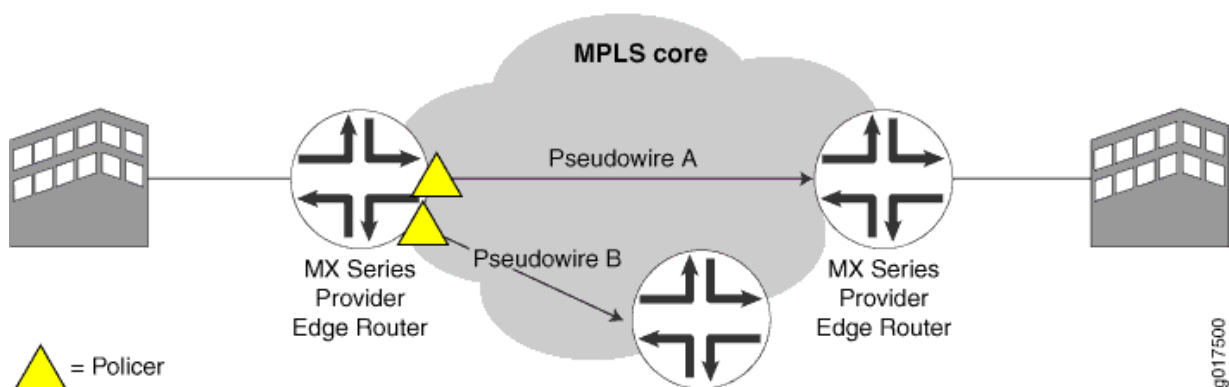 MPLS core
Pseudowire A
Pseudowire B
MX Series
Provider
Edge Router
MX Series
Provider
Edge Router
= Policer
g017500